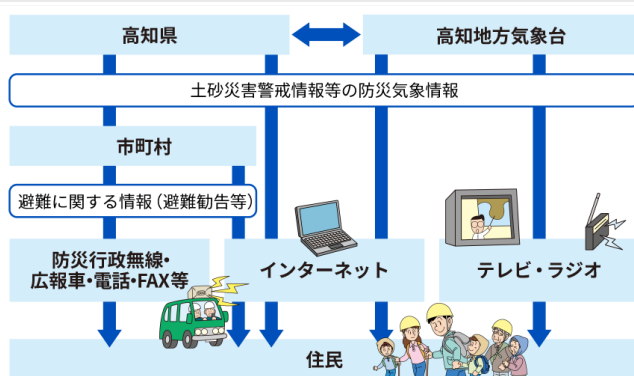 高知県
高知地方気象台
土砂災害警戒情報等の防災気象情報
市町村
避難に関する情報（避難勧告等）
防災行政無線・
広報車・電話・FAX等
インターネット
テレビ・ラジオ
住民